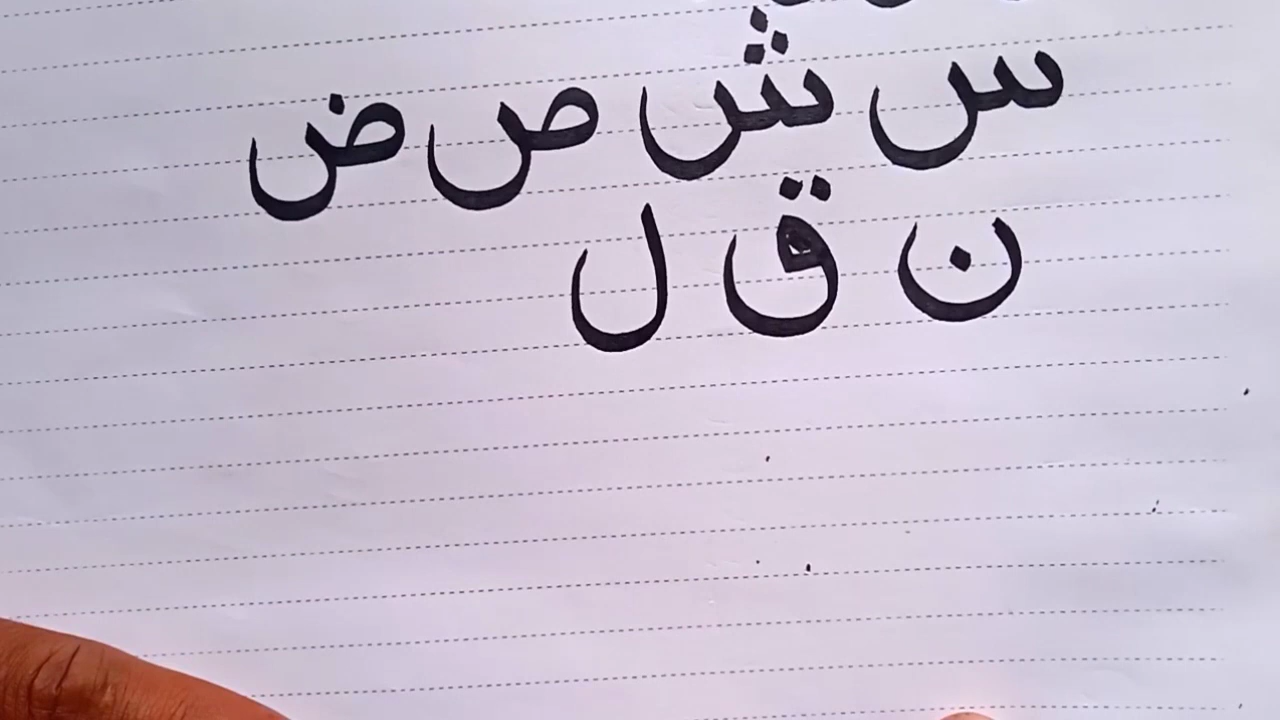 س ش ص ض
ن ق ل